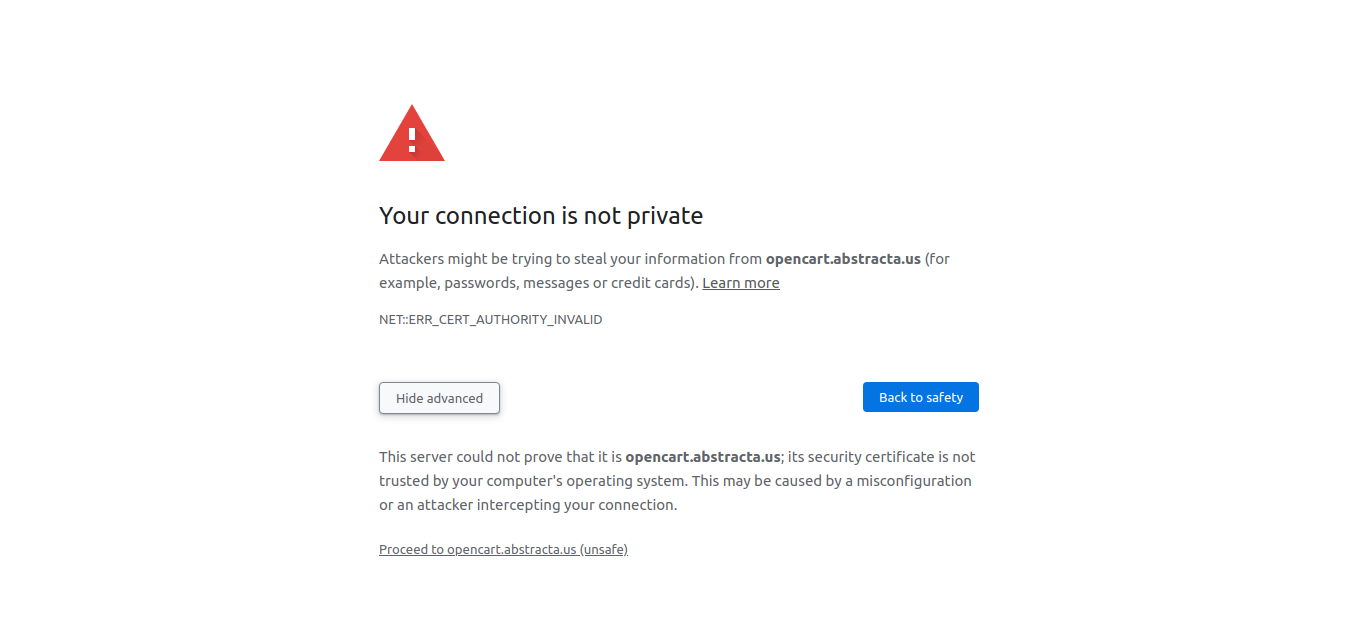 Your connection is not private
Attackers might be trying to steal your information from opencart.abstracta.us (for
example, passwords, messages or credit cards). Learn more
NET::ERR_CERT_AUTHORITY_INVALID
Hide advanced
Back to safety
This server could not prove that it is opencart.abstracta.us; its security certificate is not
trusted by your computer's operating system. This may be caused by a misconfiguration
or an attacker intercepting your connection.
Proceed to opencart.abstracta.us (unsafe)